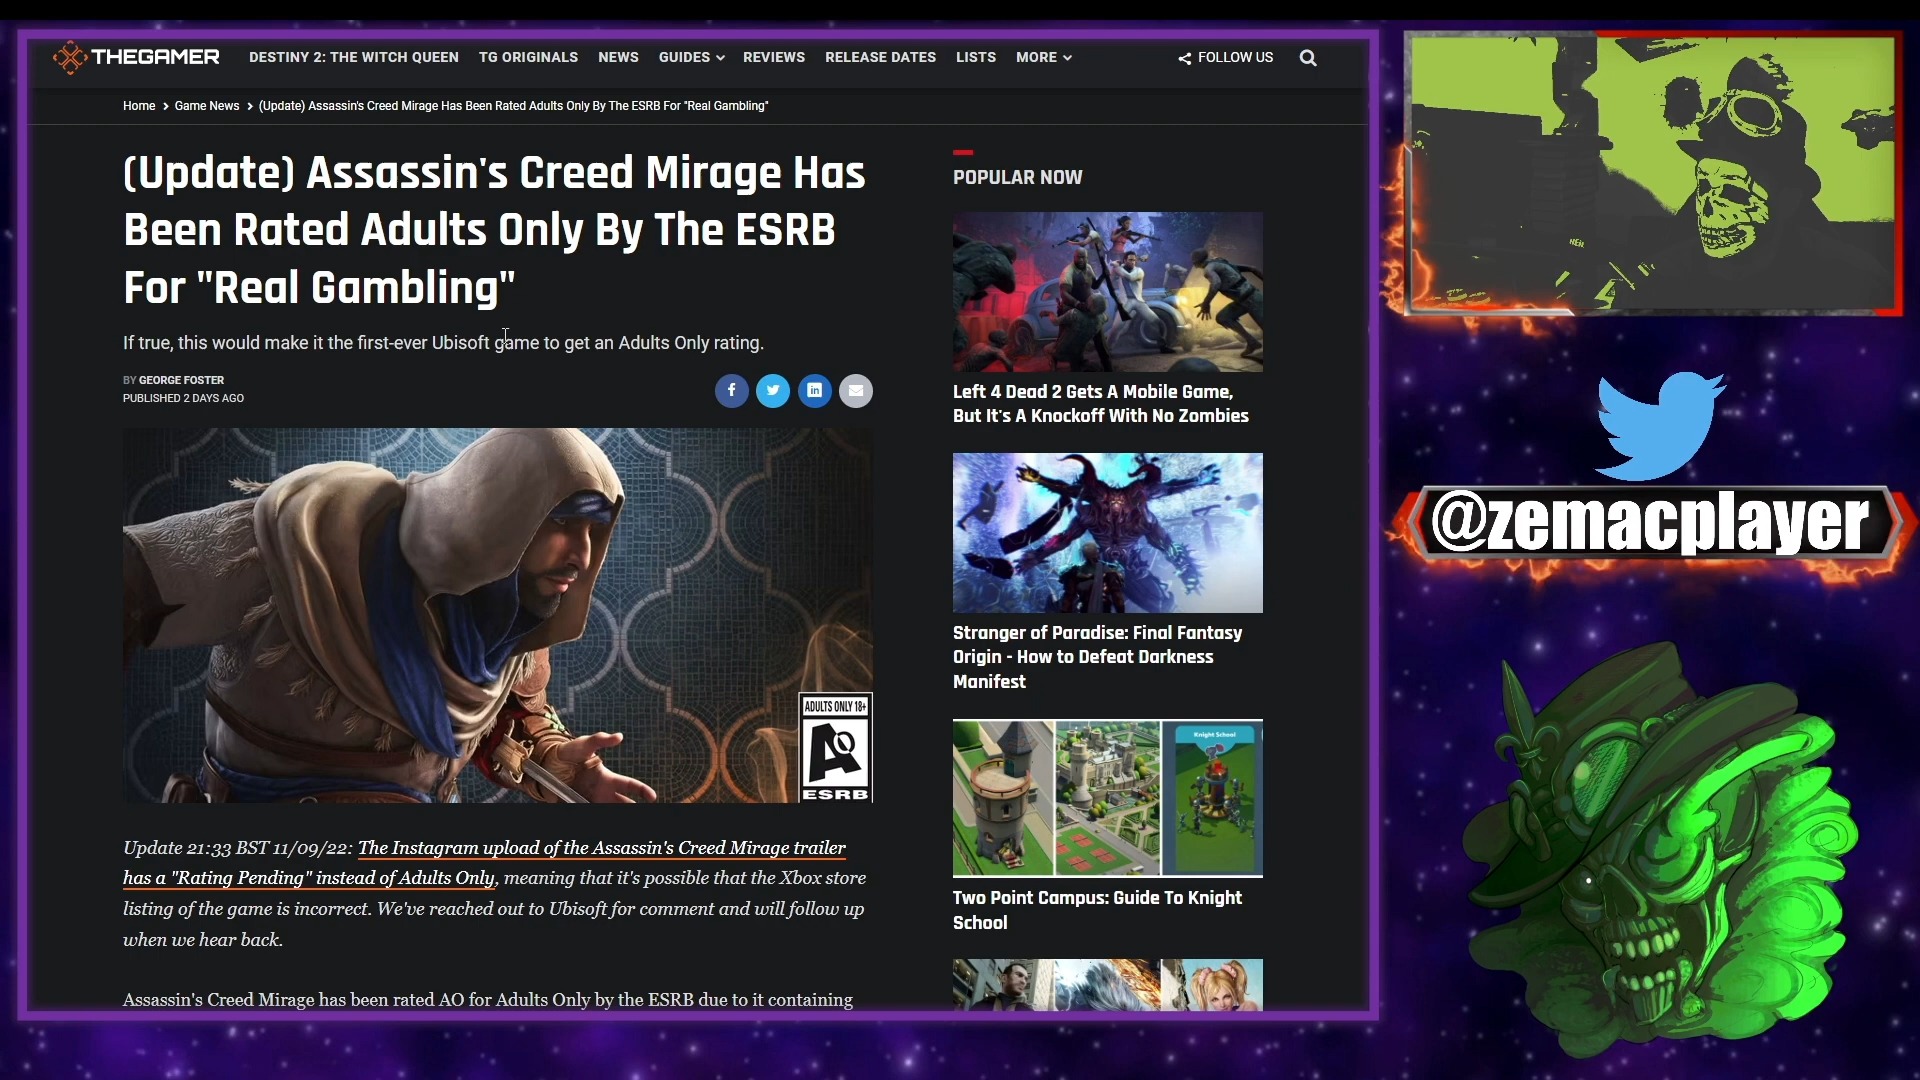 THEGAMER
DESTINY 2: THE WITCH QUEEN TG ORIGINALS NEWS GUIDES REVIEWS RELEASE DATES LISTS MORE FOLLOW US
Home > Game News > (Update) Assassin's Creed Mirage Has Been Rated Adults Only By The ESRB For "Real Gambling"
(Update) Assassin's Creed Mirage Has
Been Rated Adults Only By The ESRB
For "Real Gambling"
If true, this would make it the first-ever Ubisoft game to get an Adults Only rating.
BY GEORGE FOSTER
PUBLISHED 2 DAYS AGO
ADULTS ONLY 18+
AO
ESRB
Update 21:33 BST 11/09/22: The Instagram upload of the Assassin's Creed Mirage trailer
has a "Rating Pending" instead of Adults Only, meaning that it's possible that the Xbox store
listing of the game is incorrect. We've reached out to Ubisoft for comment and will follow up
when we hear back.
Assassin's Creed Mirage has been rated AO for Adults Only by the ESRB due to it containing
POPULAR NOW
Left 4 Dead 2 Gets A Mobile Game,
But It's A Knockoff With No Zombies
Stranger of Paradise: Final Fantasy
Origin - How to Defeat Darkness
Manifest
Knight School
Two Point Campus: Guide To Knight
School
@zemacplayer